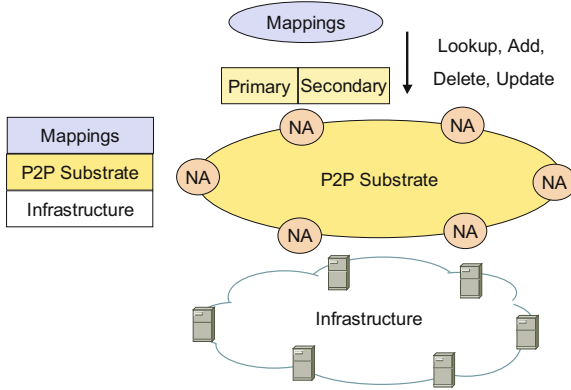 Mappings
Lookup, Add,
Delete, Update
Primary
Secondary
NA
NA
Mappings
P2P Substrate
Infrastructure
NA
P2P Substrate
NA
NA
NA
Infrastructure